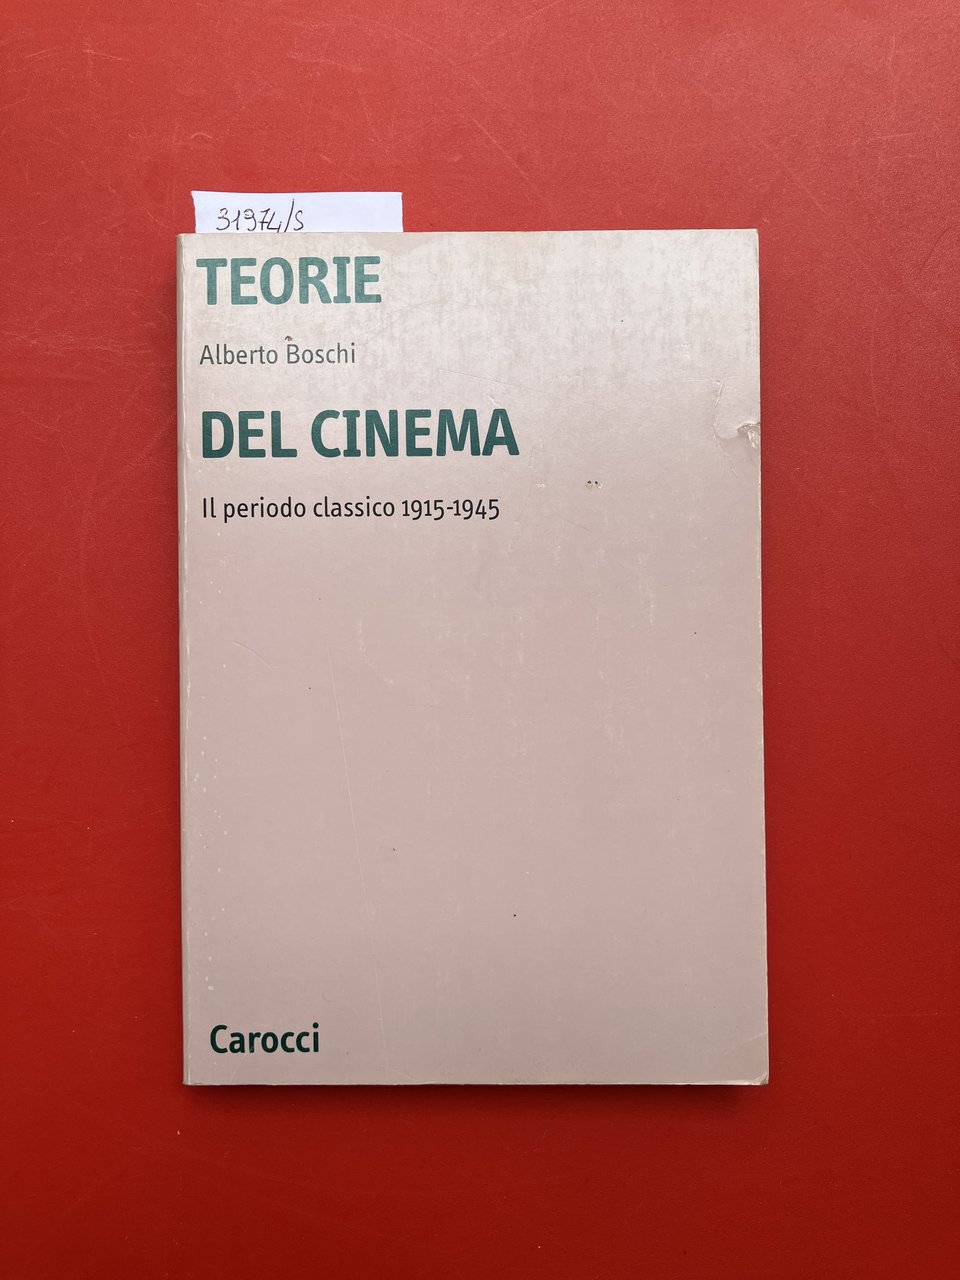 31974/S
TEORIE
Alberto Boschi
DEL CINEMA
Il periodo classico 1915-1945
Carocci